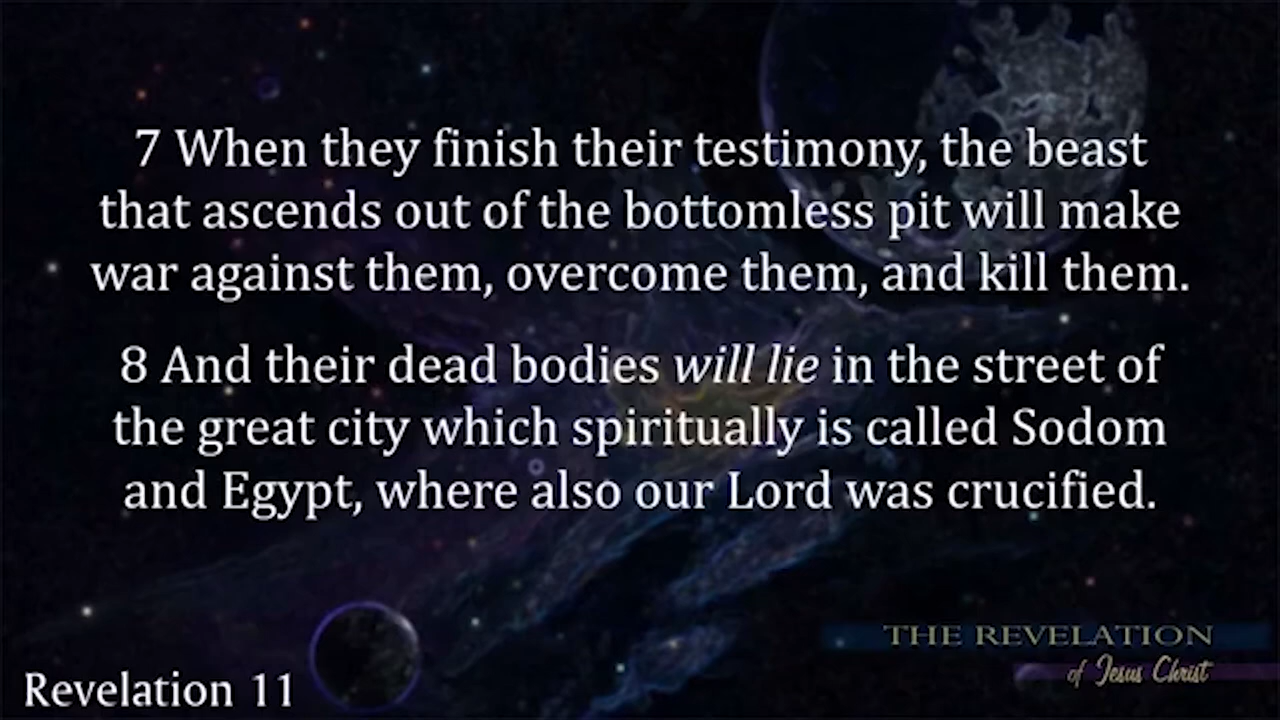 7 When they finish their testimony, the beast
that ascends out of the bottomless pit will make
war against them, overcome them, and kill them.
8 And their dead bodies will lie in the street of
the great city which spiritually is called Sodom
and Egypt, where also our Lord was crucified.
THE REVELATION
of Jesus Christ
Revelation 11